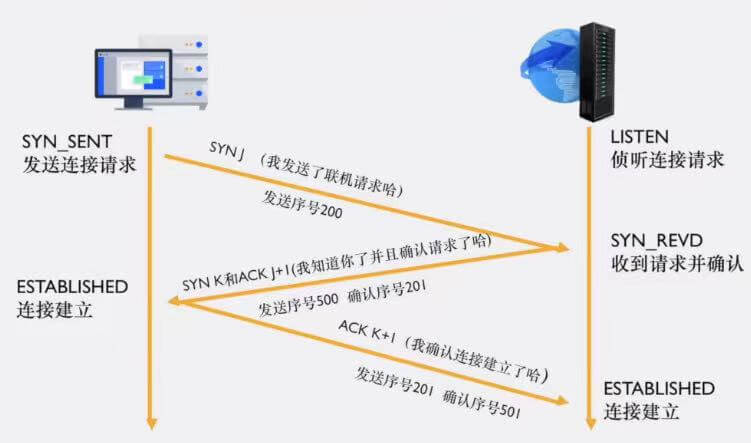 SYN_SENT
发送连接请求
LISTEN
侦听连接请求
SYN J （我发送了联机请求哈）
发送序号200
SYN_REVD
收到请求并确认
SYN K和ACK J+1(我知道你了并且确认请求了哈)
发送序号500 确认序号201
ESTABLISHED
连接建立
ACK K+1（我确认连接建立了哈）
发送序号201 确认序号501
ESTABLISHED
连接建立